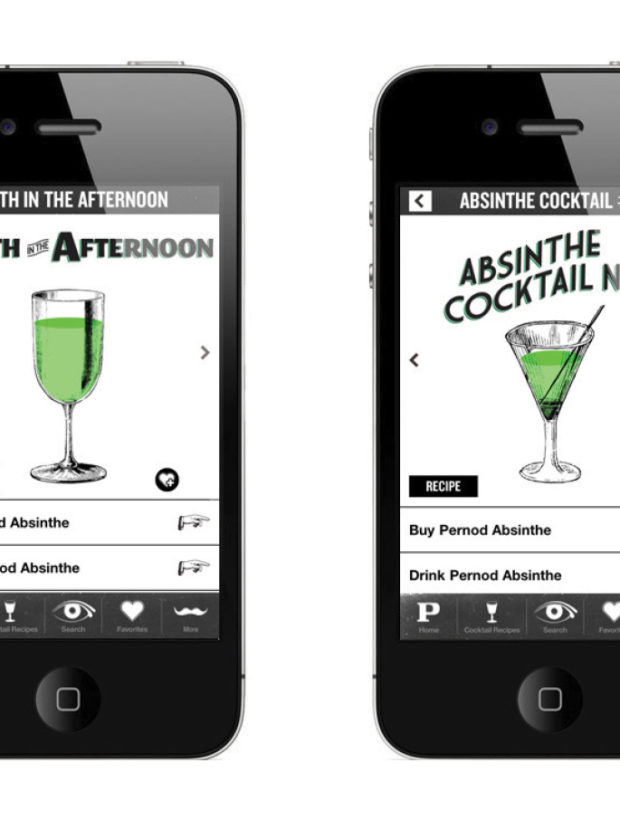 TH IN THE AFTERNOON
TH IN THE AFTERNOON
d Absinthe
od Absinthe
tail Recipes
Search
Favorites
More
ABSINTHE COCKTAIL
ABSINTHE
COCKTAIL N
RECIPE
Buy Pernod Absinthe
Drink Pernod Absinthe
P
Home
Cocktail Recipes
Search
Favori